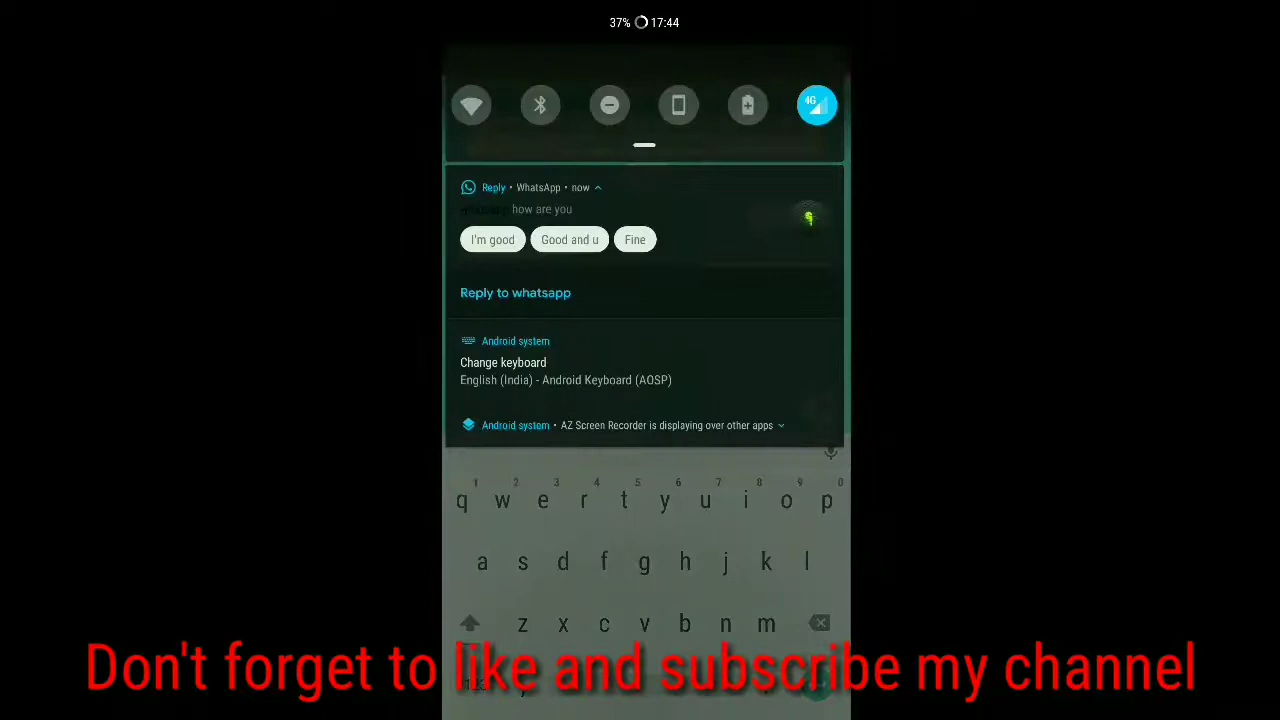 37% 17:44
4G
Reply • WhatsApp • now
how are you
I'm good Good and u Fine
Reply to whatsapp
Android system
Change keyboard
English (India) - Android Keyboard (AOSP)
Android system • AZ Screen Recorder is displaying over other apps
1 2 3 4 5 6 7 8 9 0
q w e r t y u i o p
a s d f g h j k l
z x c v b n m
Don't forget to like and subscribe my channel